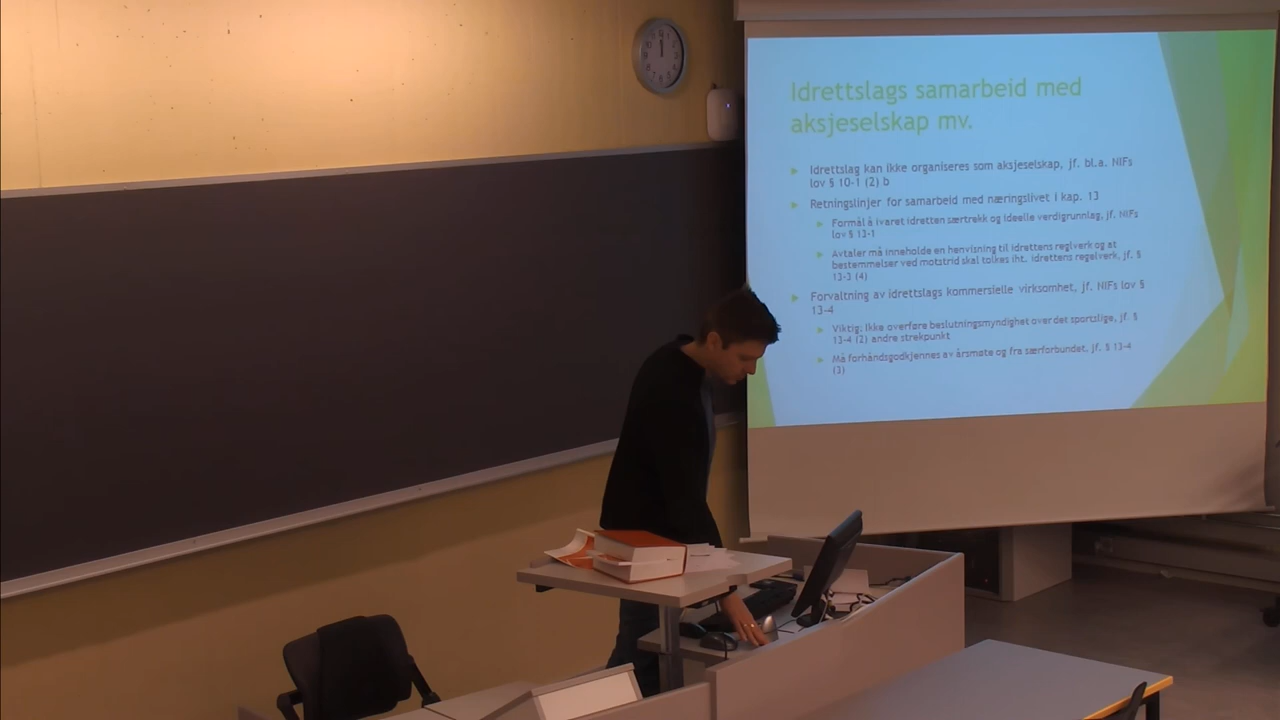 Idrettslags samarbeid med
aksjeselskap mv.
Idrettslag kan ikke organiseres som aksjeselskap, jf. bl.a. NIFs
lov § 10-1 (2) b
Retningslinjer for samarbeid med næringslivet i kap. 13
Formål å ivaret idretten særtrekk og ideelle verdigrunnlag, jf. NIFs
lov § 13-1
Avtaler må inneholde en henvisning til idrettens reglverk og at
bestemmelser ved motstrid skal tolkes iht. idrettens regelverk, jf. §
13-3 (4)
Forvaltning av idrettslags kommersielle virksomhet, jf. NIFs lov §
13-4
Viktig: ikke overføre beslutningsmyndighet over det sportslige, jf. §
13-4 (2) andre strekpunkt
Må forhåndsgodkjennes av årsmøte og fra særforbundet, jf. § 13-4
(3)